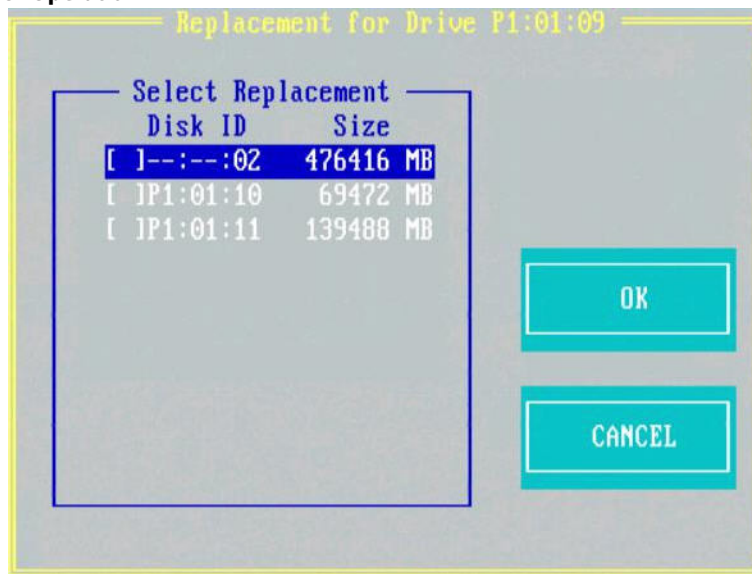 Replacement for Drive P1:01:09
Select Replacement
Disk ID Size
[ ]--:--:02 476416 MB
[ ]P1:01:10 69472 MB
[ ]P1:01:11 139488 MB
OK
CANCEL